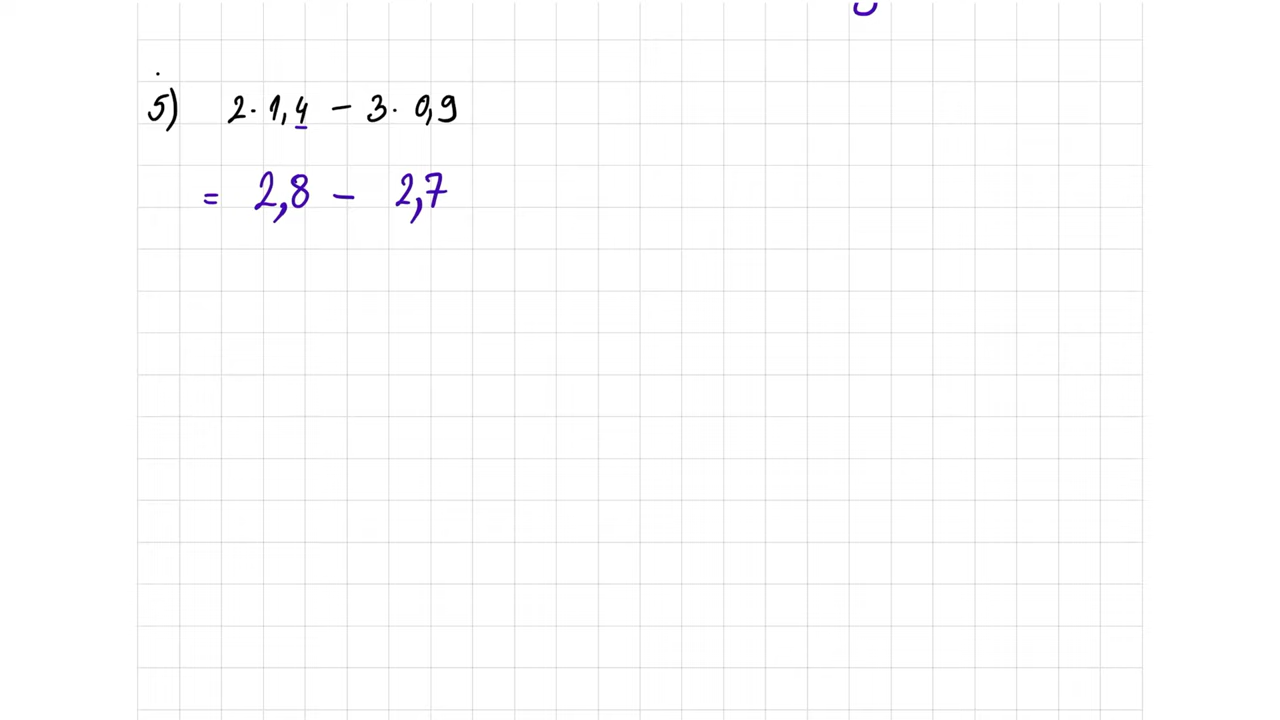 5) 2 · 1,4 − 3 · 0,9
= 2,8 − 2,7